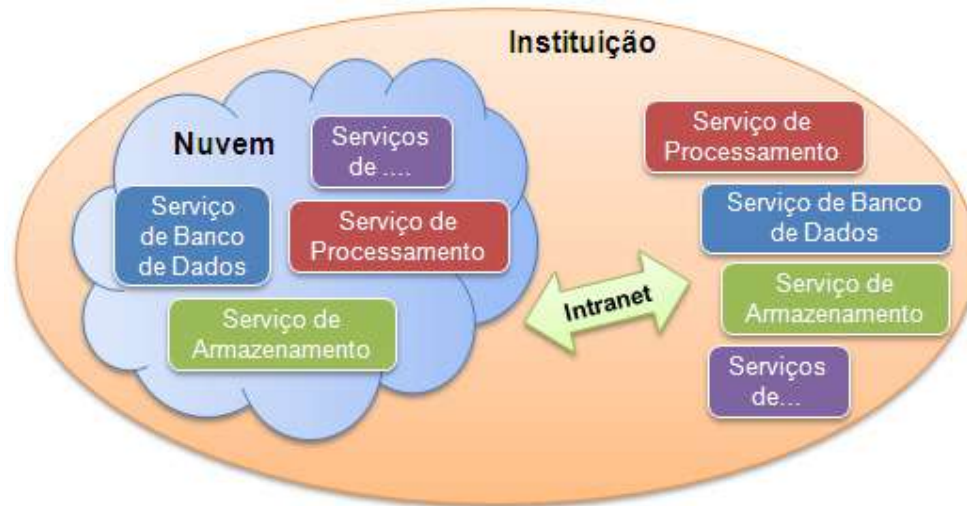 Instituição
Nuvem
Serviços
de ....
Serviço
de Banco
de Dados
Serviço de
Processamento
Serviço de
Armazenamento
Intranet
Serviço de
Processamento
Serviço de Banco
de Dados
Serviço de
Armazenamento
Serviços
de...